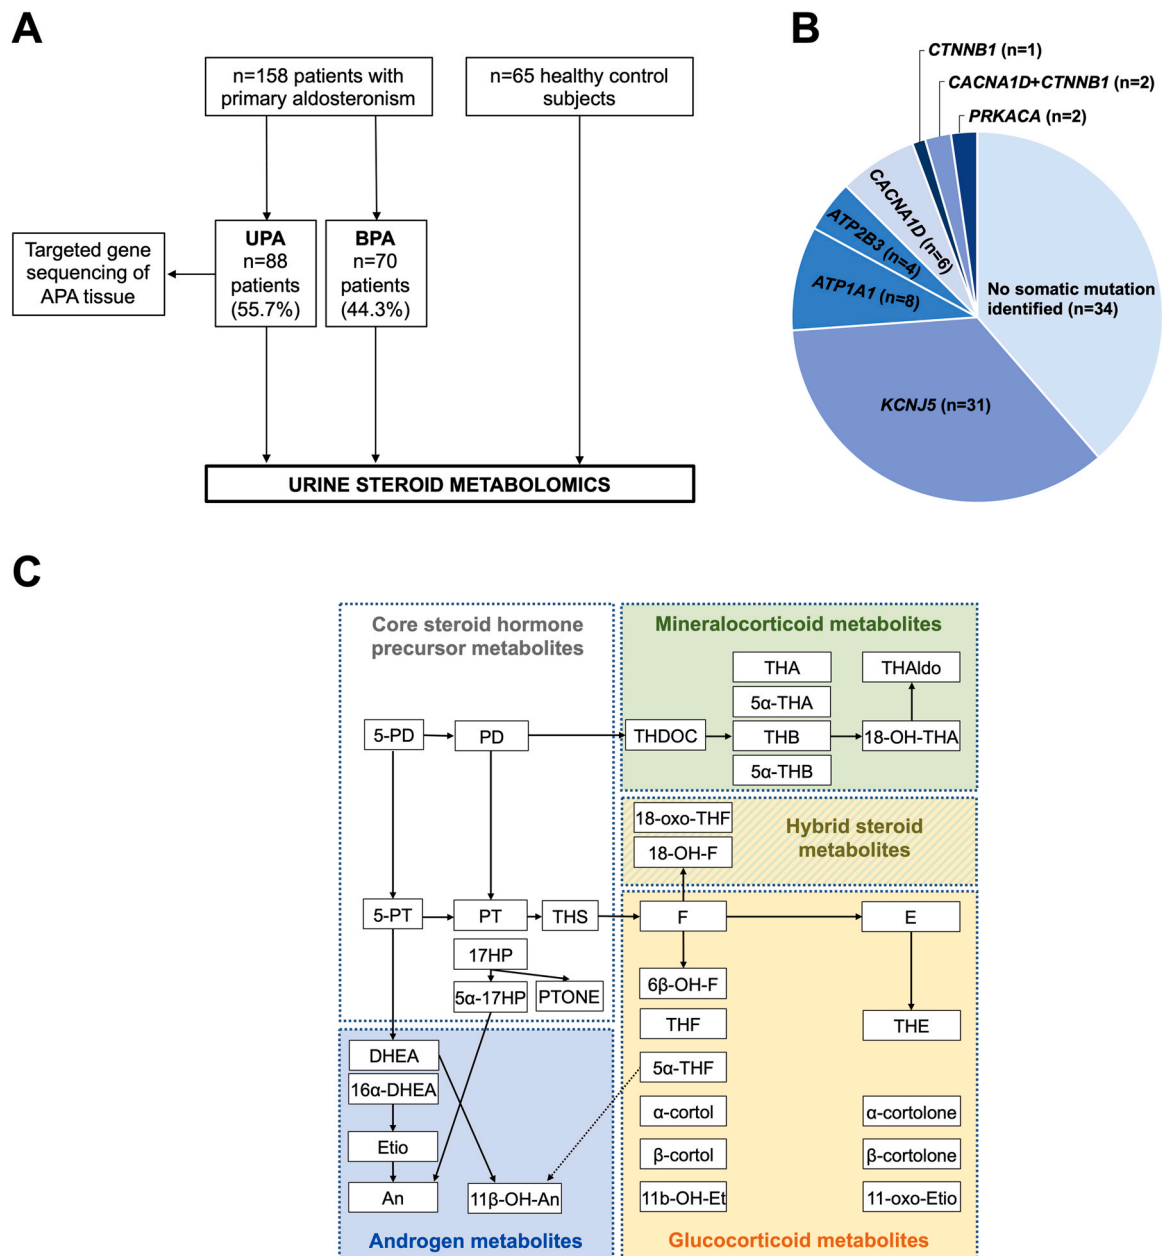 A
n=158 patients with
primary aldosteronism
n=65 healthy control
subjects
Targeted gene
sequencing of
APA tissue
UPA
n=88
patients
(55.7%)
BPA
n=70
patients
(44.3%)
URINE STEROID METABOLOMICS
B
CTNNB1 (n=1)
CACNA1D+CTNNB1 (n=2)
PRKACA (n=2)
CACNA1D (n=6)
ATP2B3 (n=4)
ATP1A1 (n=8)
No somatic mutation
identified (n=34)
KCNJ5 (n=31)
C
Core steroid hormone
precursor metabolites
5-PD
PD
5-PT
PT
THS
17HP
5α-17HP
PTONE
Mineralocorticoid metabolites
THA
THAldo
5α-THA
THDOC
THB
18-OH-THA
5α-THB
18-oxo-THF
18-OH-F
Hybrid steroid
metabolites
F
E
6β-OH-F
THF
THE
5α-THF
α-cortol
α-cortolone
β-cortol
β-cortolone
11b-OH-Et
11-oxo-Etio
Glucocorticoid metabolites
DHEA
16α-DHEA
Etio
An
11β-OH-An
Androgen metabolites